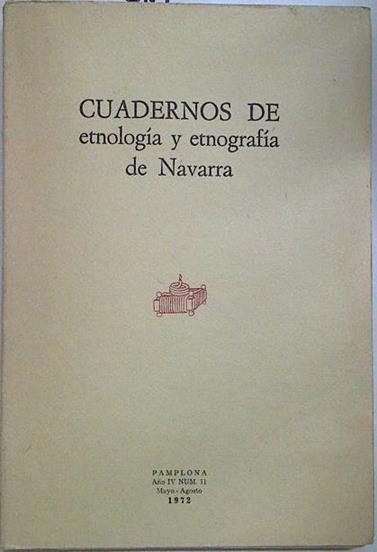 CUADERNOS DE
etnología y etnografía
de Navarra
PAMPLONA
Año IV NUM. 11
Mayo - Agosto
1972